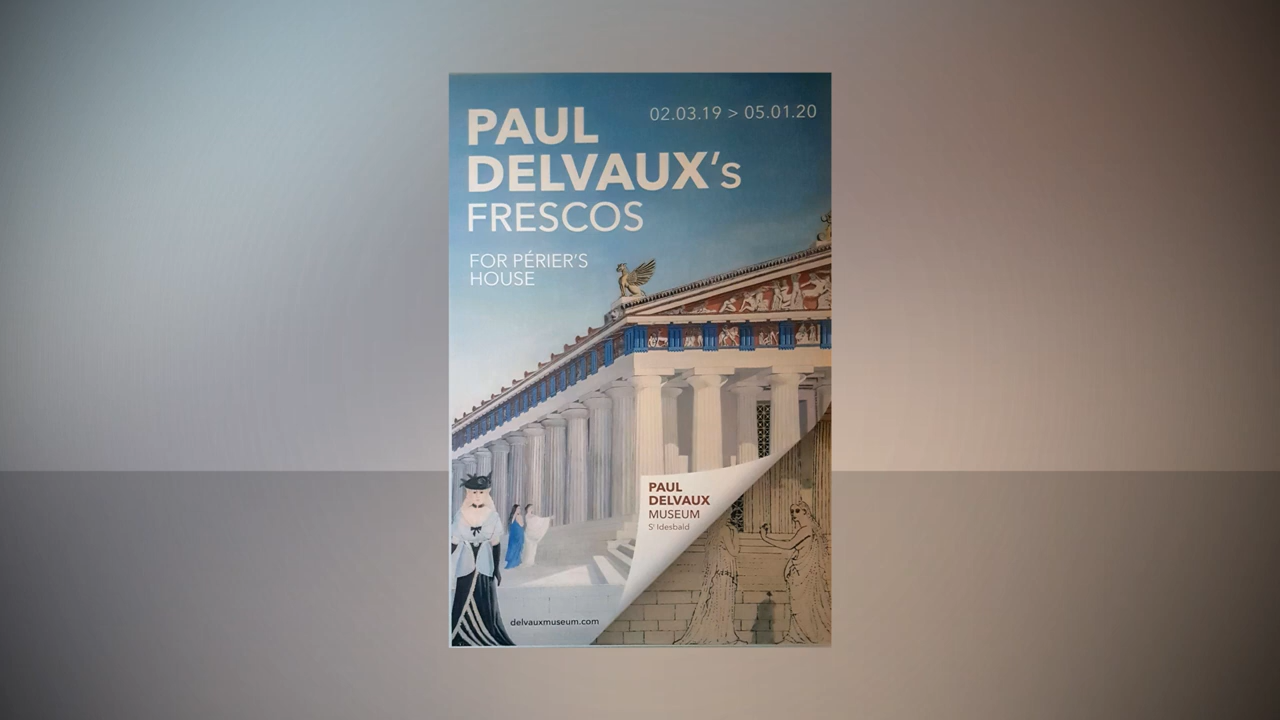 PAUL
DELVAUX's
FRESCOS
02.03.19 > 05.01.20
FOR PÉRIER'S
HOUSE
PAUL
DELVAUX
MUSEUM
St Idesbald
delvauxmuseum.com